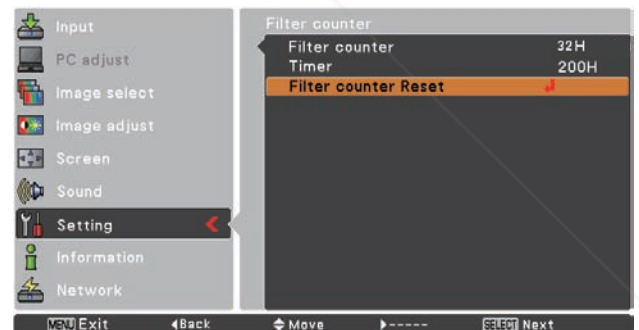 Input
PC adjust
Image select
Image adjust
Screen
Sound
Setting
Information
Network
Filter counter
Filter counter 32H
Timer 200H
Filter counter Reset
MENU Exit Back Move ----- SELECT Next